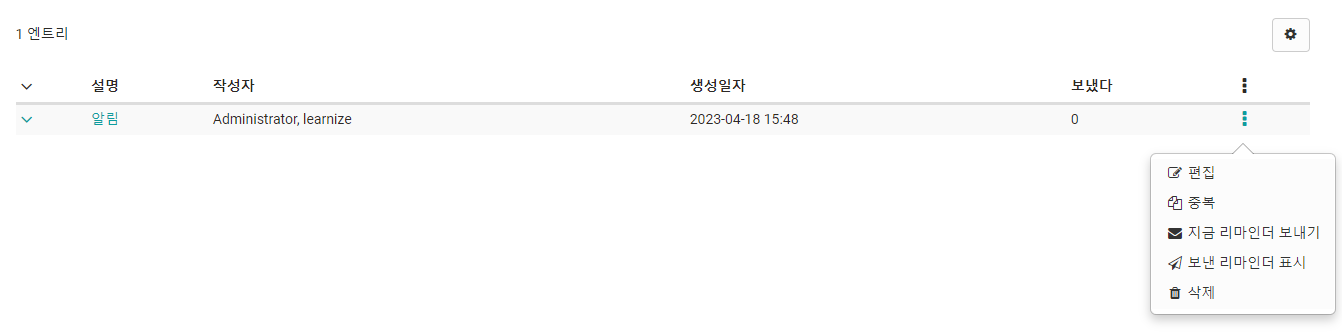 1 엔트리
설명 작성자 생성일자 보냈다
알림 Administrator, learnize 2023-04-18 15:48 0
편집
중복
지금 리마인더 보내기
보낸 리마인더 표시
삭제